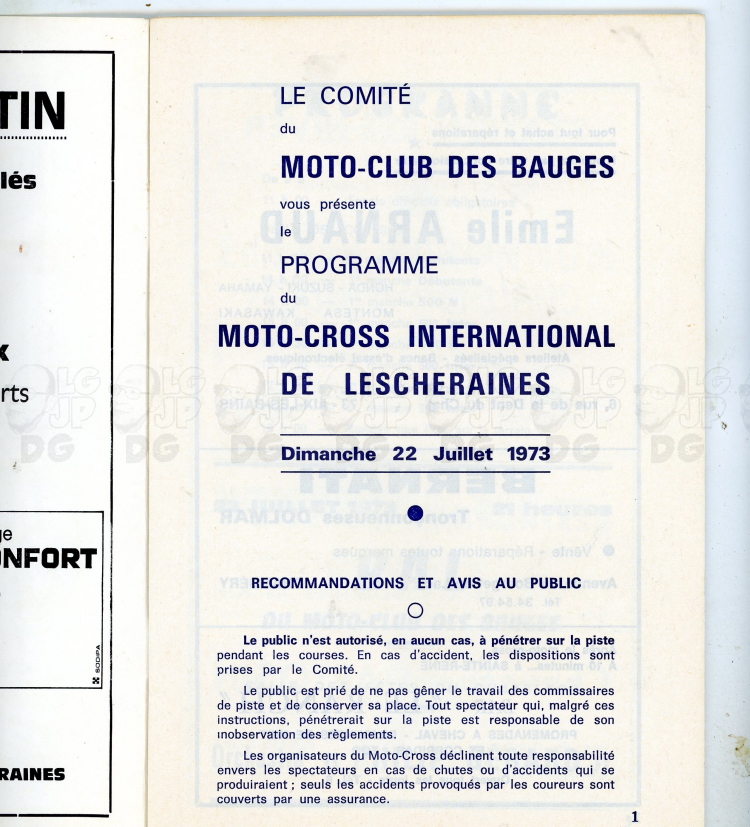 TIN
lés
x
rts
ge
NFORT
SODIPA
RAINES
LE COMITÉ
du
MOTO-CLUB DES BAUGES
vous présente
le
PROGRAMME
du
MOTO-CROSS INTERNATIONAL
DE LESCHERAINES
Dimanche 22 Juillet 1973
RECOMMANDATIONS ET AVIS AU PUBLIC
Le public n'est autorisé, en aucun cas, à pénétrer sur la piste
pendant les courses. En cas d'accident, les dispositions sont
prises par le Comité.
Le public est prié de ne pas gêner le travail des commissaires
de piste et de conserver sa place. Tout spectateur qui, malgré ces
instructions, pénétrerait sur la piste est responsable de son
inobservation des règlements.
Les organisateurs du Moto-Cross déclinent toute responsabilité
envers les spectateurs en cas de chutes ou d'accidents qui se
produiraient ; seuls les accidents provoqués par les coureurs sont
couverts par une assurance.
1
LG JP DG